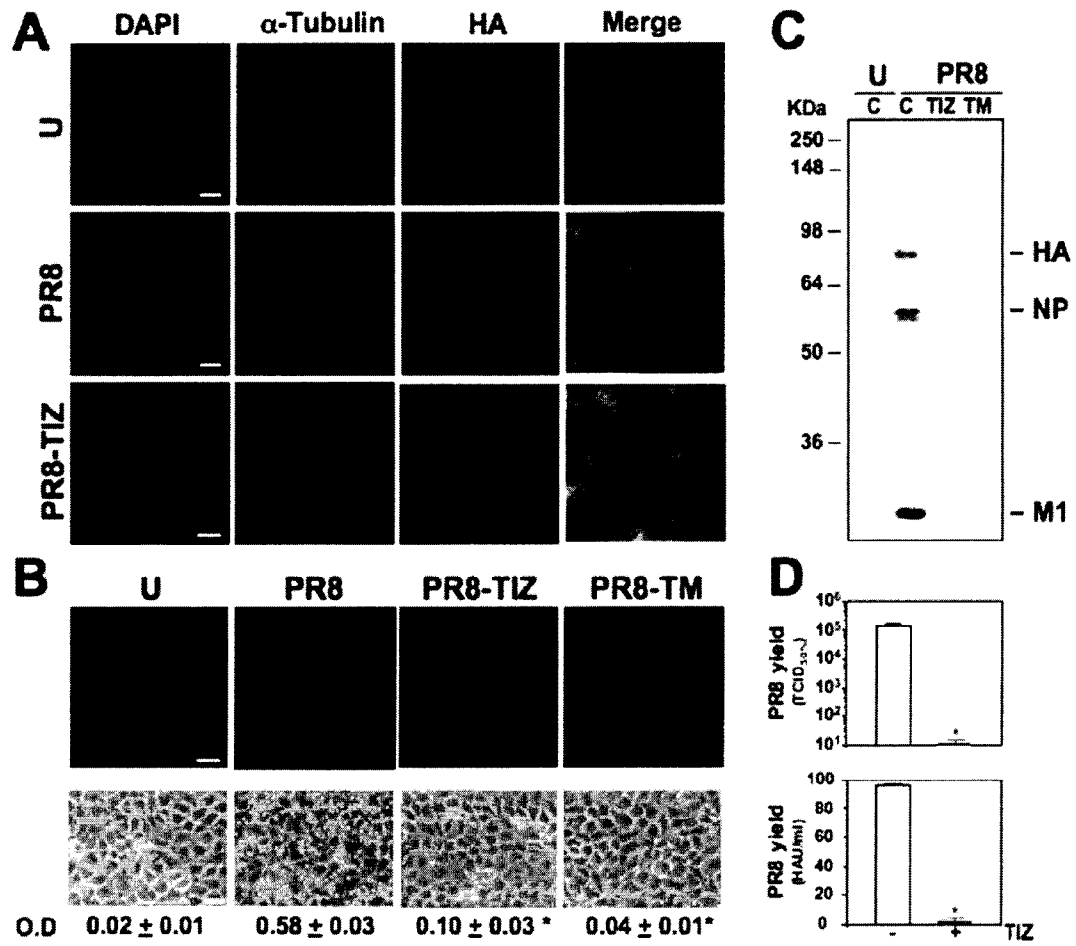 A
DAPI α-Tubulin HA Merge
U
PR8
PR8-TIZ
B
U PR8 PR8-TIZ PR8-TM
O.D 0.02 ± 0.01 0.58 ± 0.03 0.10 ± 0.03 * 0.04 ± 0.01*
C
U PR8
KDa C C TIZ TM
250
148
98
64
50
36
HA
NP
M1
D
PR8 yield
10⁶
10⁵
10⁴
10³
10²
10¹
*
PR8 yield
(HAU/ml)
100
80
60
40
20
0
*
- + TIZ